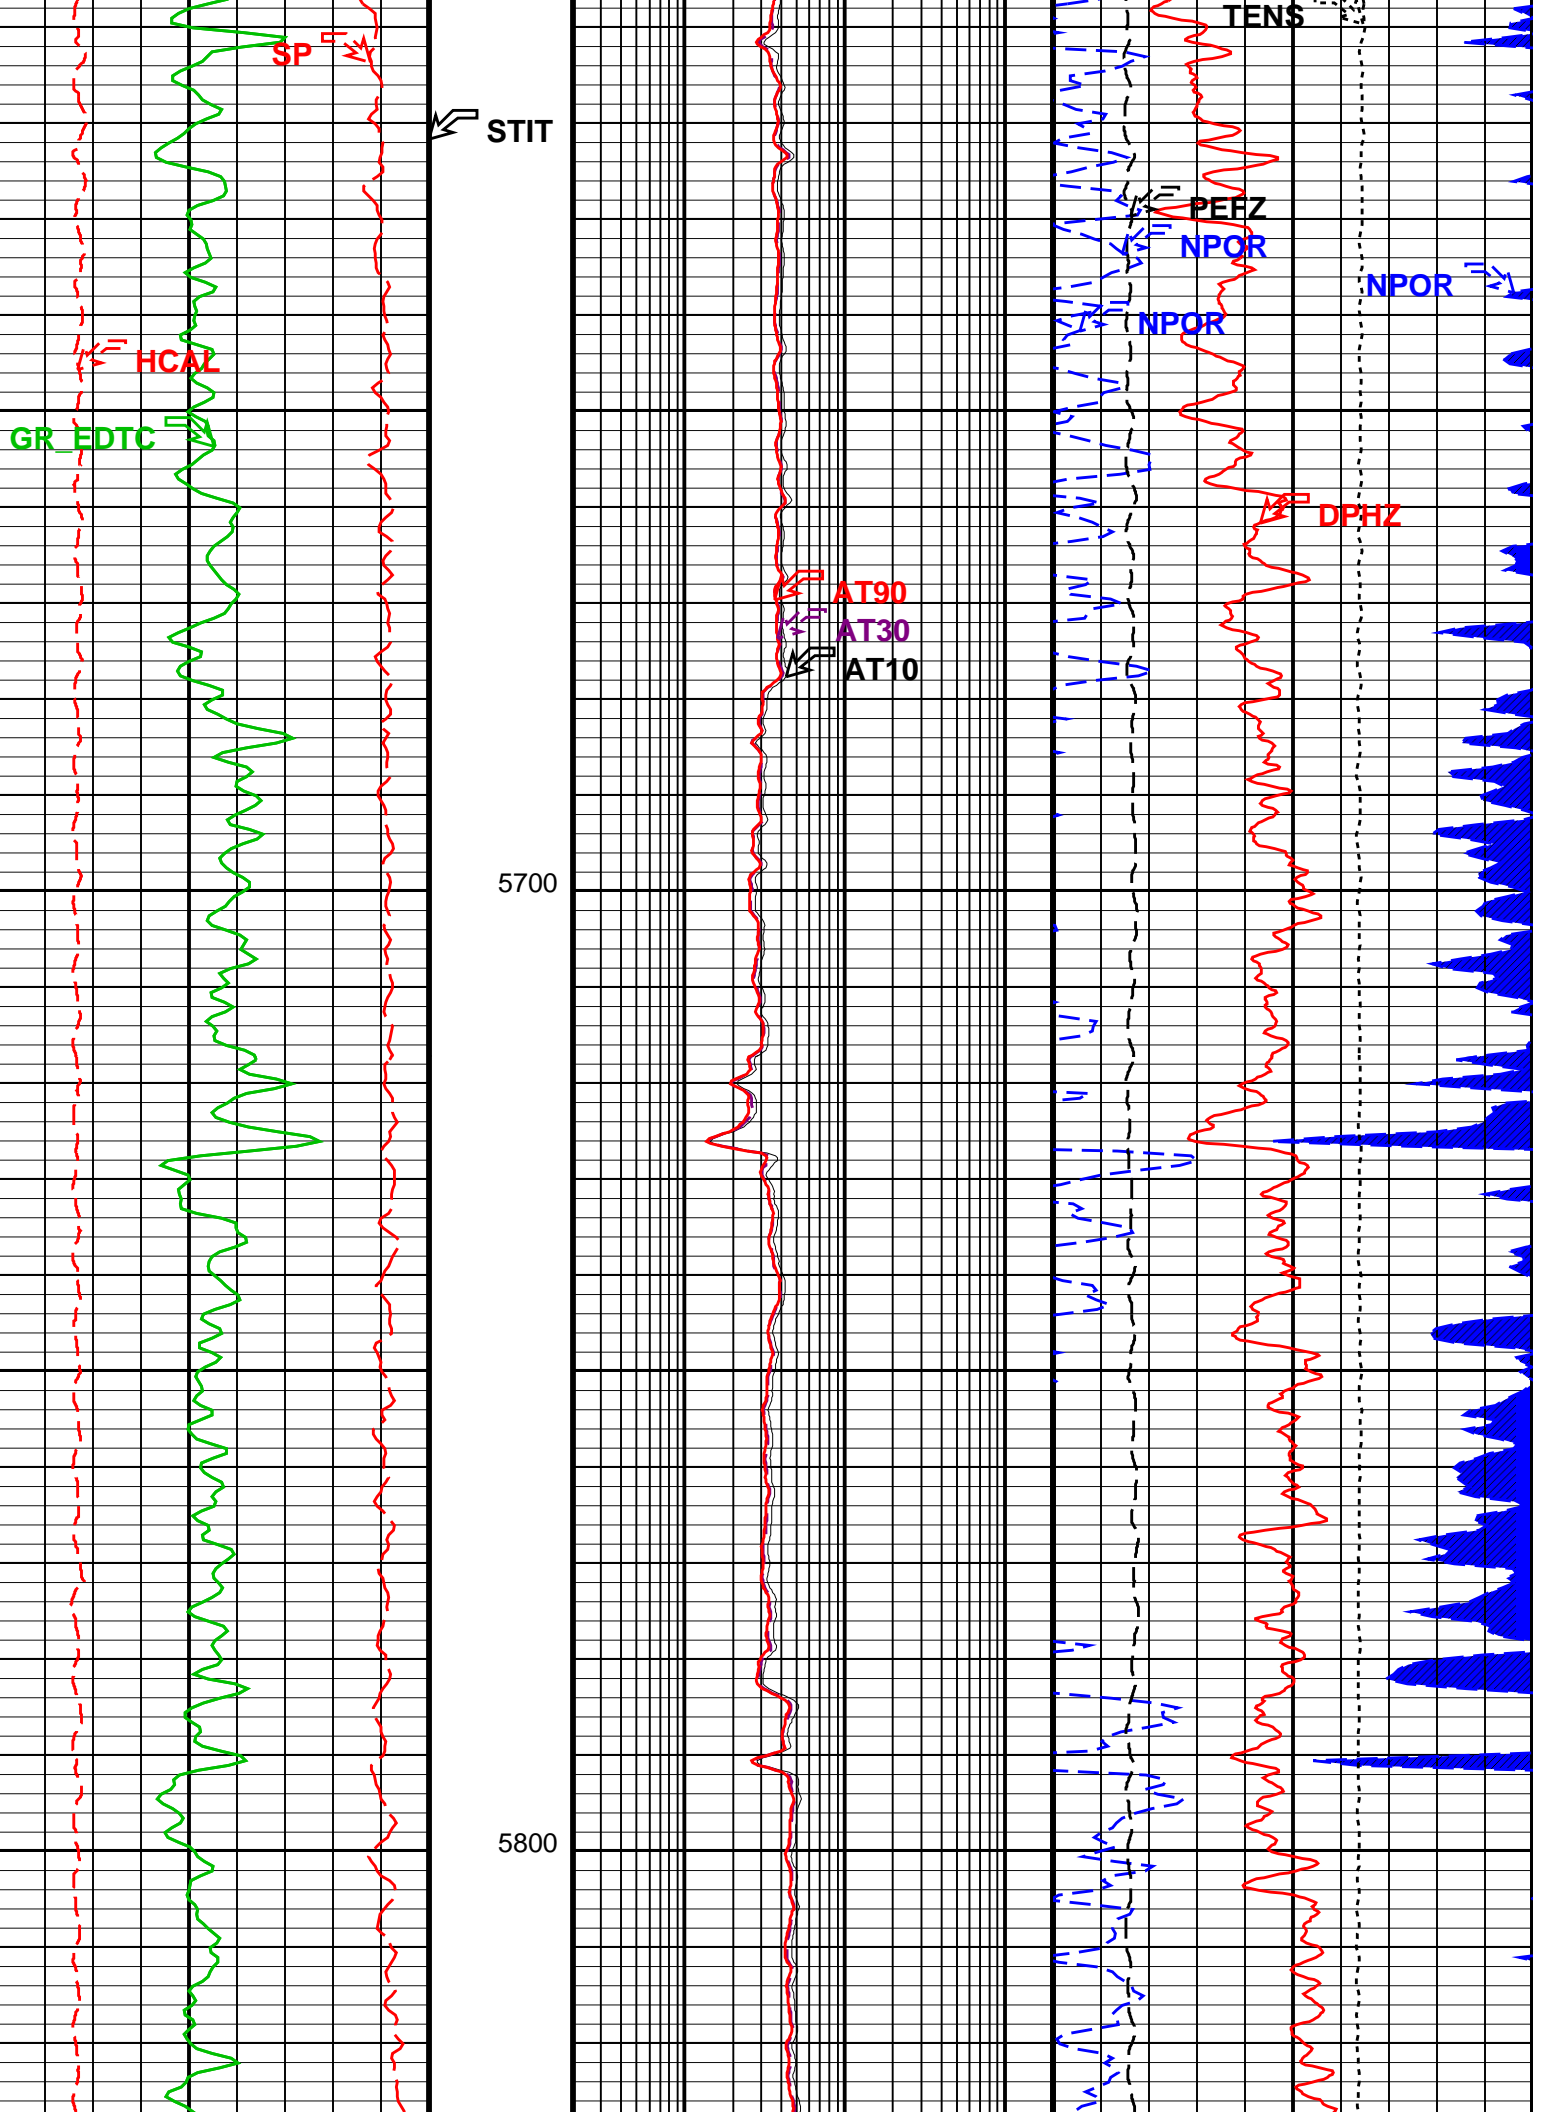 TENS
SP
STIT
PEFZ
NPOR
NPOR
NPOR
HCAL
GR_EDTC
DPHZ
AT90
AT30
AT10
5700
5800